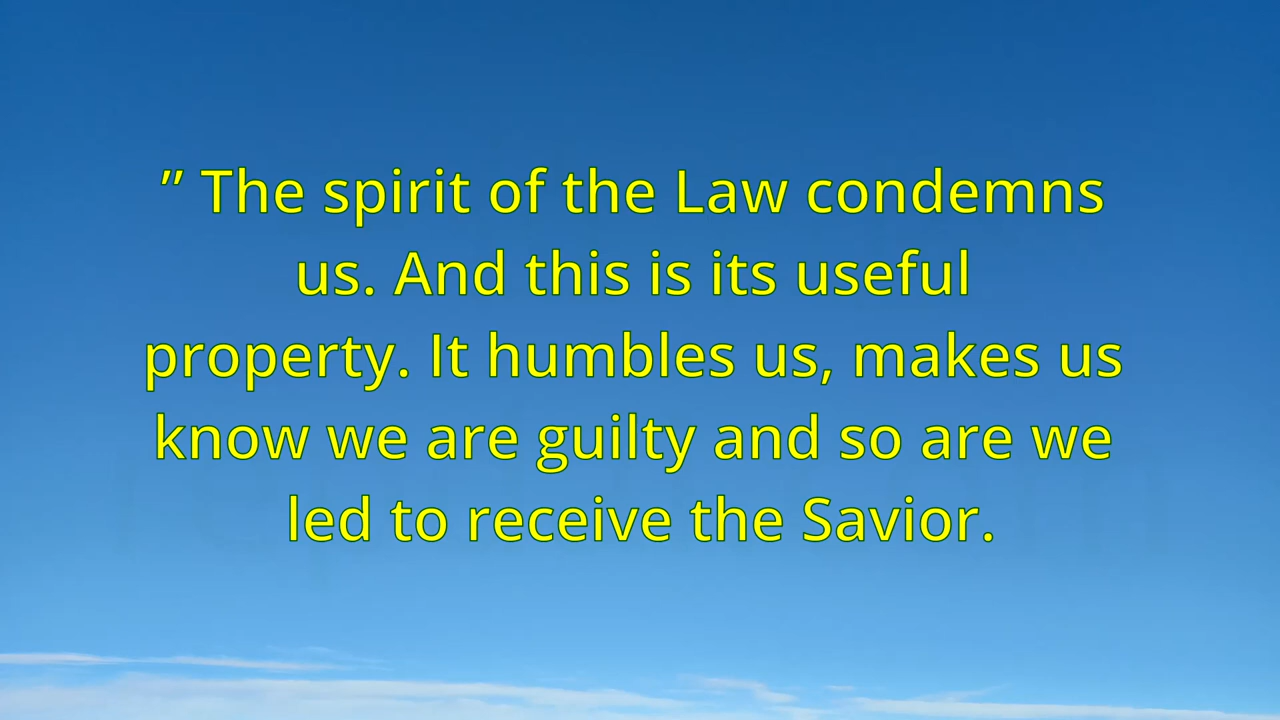 ” The spirit of the Law condemns
us. And this is its useful
property. It humbles us, makes us
know we are guilty and so are we
led to receive the Savior.